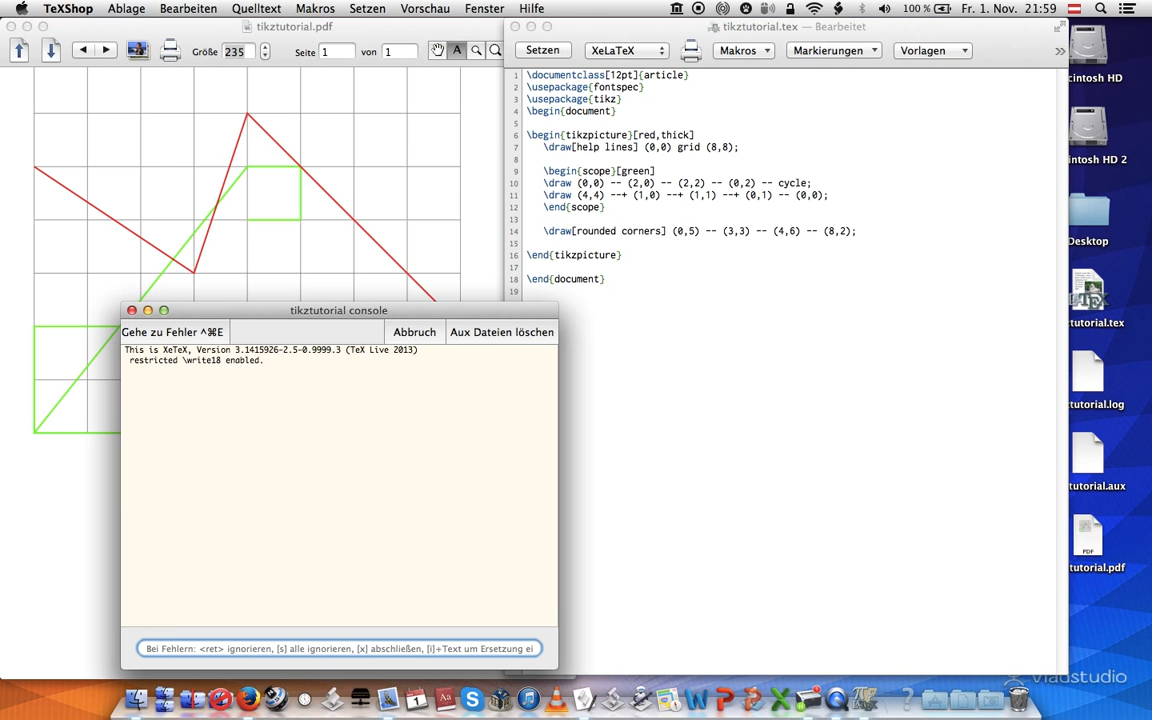 TeXShop Ablage Bearbeiten Quelltext Makros Setzen Vorschau Fenster Hilfe 100 % Fr. 1. Nov. 21:59
tikztutorial.pdf
Größe 235 Seite 1 von 1 A
tikztutorial.tex — Bearbeitet
Setzen XeLaTeX Makros Markierungen Vorlagen
1 \documentclass[12pt]{article}
2 \usepackage{fontspec}
3 \usepackage{tikz}
4 \begin{document}
5
6 \begin{tikzpicture}[red,thick]
7 \draw[help lines] (0,0) grid (8,8);
8
9 \begin{scope}[green]
10 \draw (0,0) -- (2,0) -- (2,2) -- (0,2) -- cycle;
11 \draw (4,4) --+ (1,0) --+ (1,1) --+ (0,1) -- (0,0);
12 \end{scope}
13
14 \draw[rounded corners] (0,5) -- (3,3) -- (4,6) -- (8,2);
15
16 \end{tikzpicture}
17
18 \end{document}
19
tikztutorial console
Gehe zu Fehler ^⌘E Abbruch Aux Dateien löschen
This is XeTeX, Version 3.1415926-2.5-0.9999.3 (TeX Live 2013)
restricted \write18 enabled.
Bei Fehlern: <ret> ignorieren, [s] alle ignorieren, [x] abschließen, [i]+Text um Ersetzung ei
cintosh HD
intosh HD 2
Desktop
TEX
tutorial.tex
tutorial.log
tutorial.aux
PDF
tutorial.pdf
vladstudio